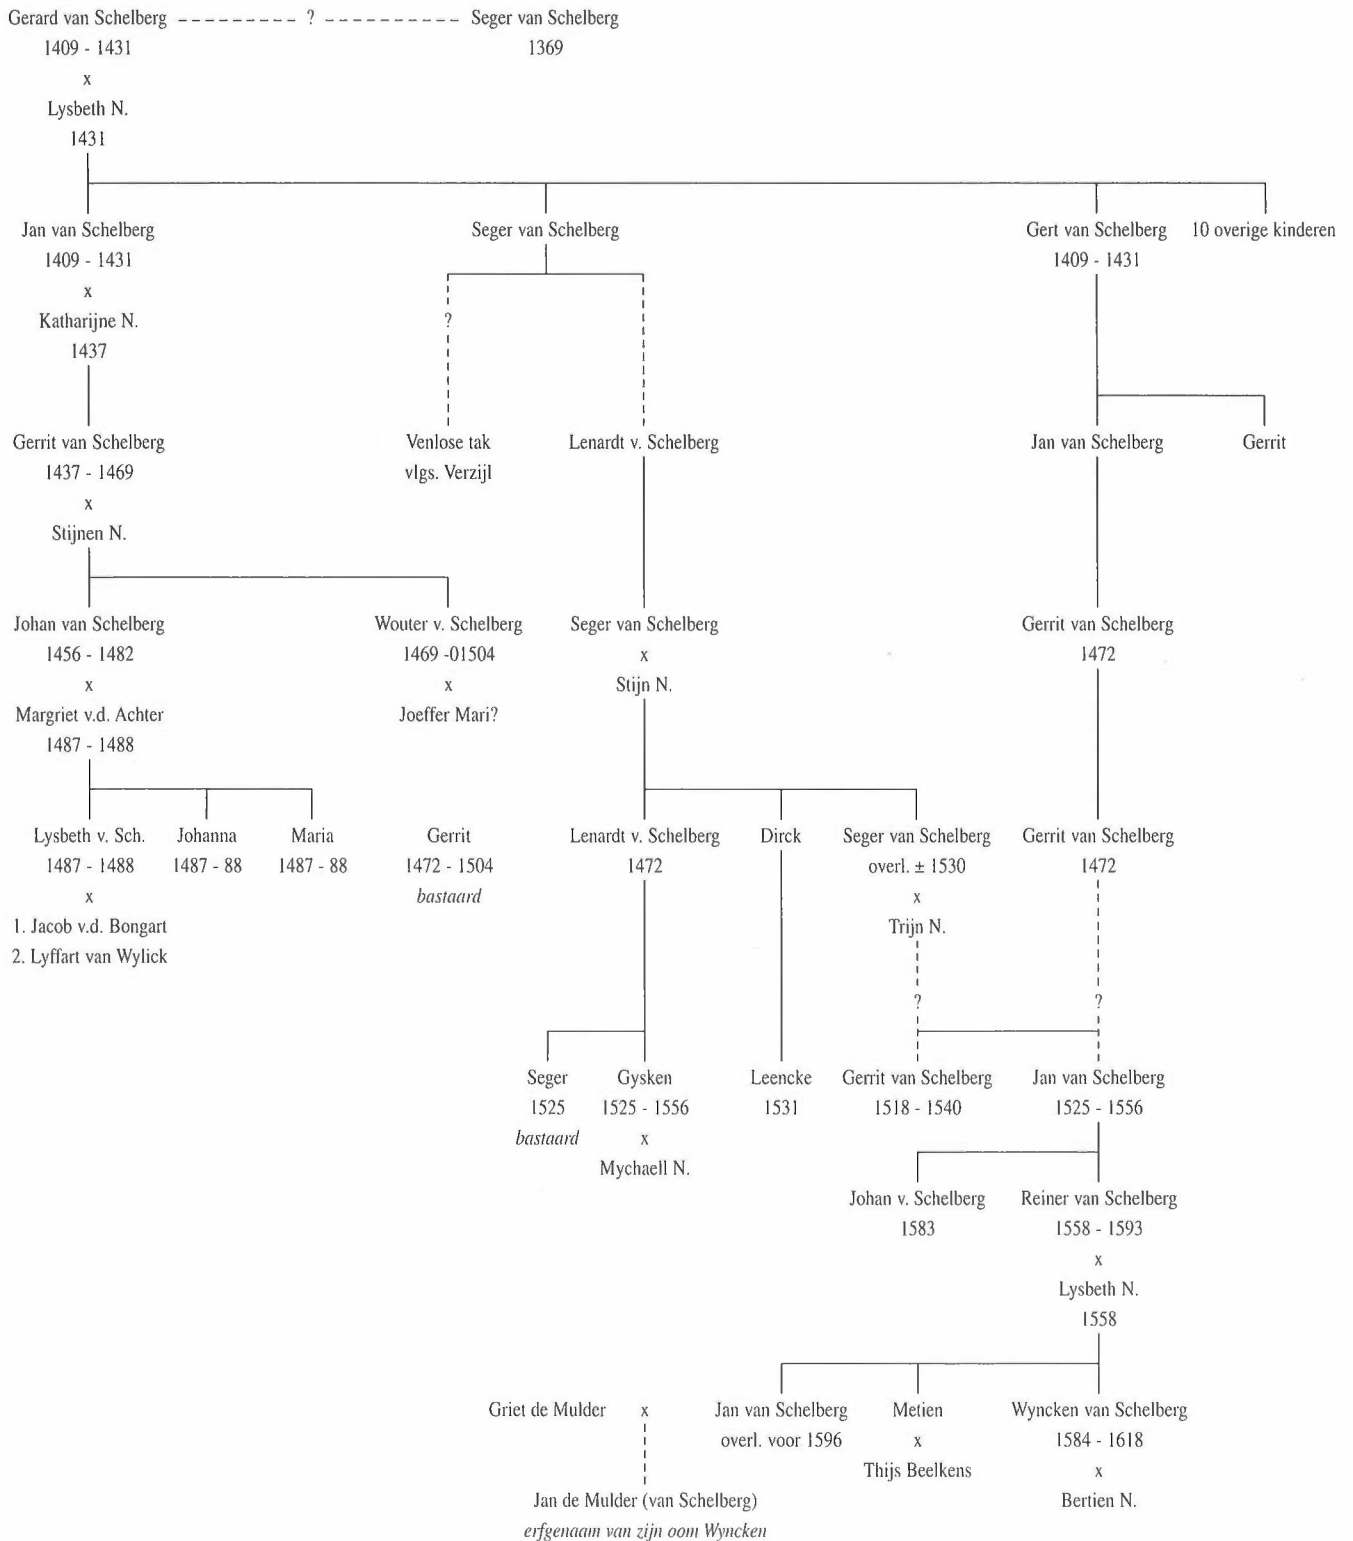 Gerard van Schelberg ? Seger van Schelberg
1409 - 1431 1369
x
Lysbeth N.
1431
Jan van Schelberg Seger van Schelberg Gert van Schelberg 10 overige kinderen
1409 - 1431 1409 - 1431
x
Katharijne N. ?
1437
Gerrit van Schelberg Venlose tak Lenardt v. Schelberg Jan van Schelberg Gerrit
1437 - 1469 vlgs. Verzijl
x
Stijnen N.
Johan van Schelberg Wouter v. Schelberg Seger van Schelberg Gerrit van Schelberg
1456 - 1482 1469 -01504 x 1472
x x Stijn N.
Margriet v.d. Achter Joeffer Mari?
1487 - 1488
Lysbeth v. Sch. Johanna Maria Gerrit Lenardt v. Schelberg Dirck Seger van Schelberg Gerrit van Schelberg
1487 - 1488 1487 - 88 1487 - 88 1472 - 1504 1472 overl. ± 1530 1472
x bastaard x
1. Jacob v.d. Bongart Trijn N.
2. Lyffart van Wylick
? ?
Seger Gysken Leencke Gerrit van Schelberg Jan van Schelberg
1525 1525 - 1556 1531 1518 - 1540 1525 - 1556
bastaard x
Mychaell N.
Johan v. Schelberg Reiner van Schelberg
1583 1558 - 1593
x
Lysbeth N.
1558
Griet de Mulder x Jan van Schelberg Metien Wyncken van Schelberg
overl. voor 1596 x 1584 - 1618
Thijs Beelkens x
Jan de Mulder (van Schelberg) Bertien N.
erfgenaam van zijn oom Wyncken